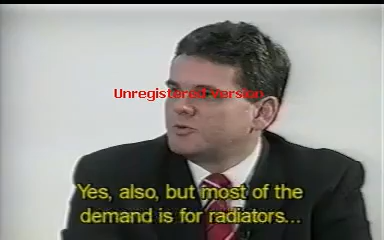 Unregistered Version
Yes, also, but most of the
demand is for radiators...